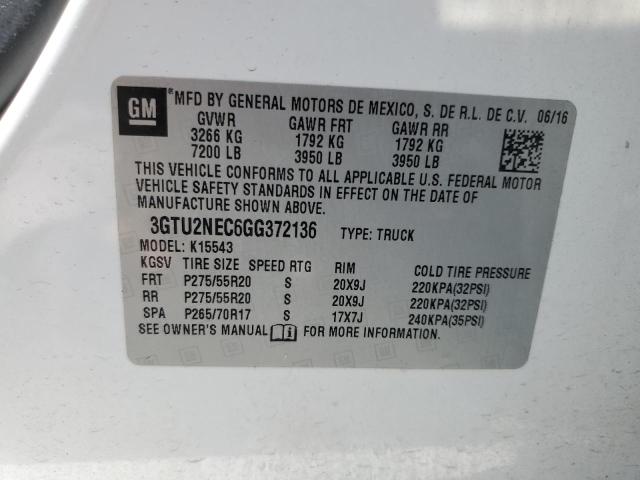 GM ®MFD BY GENERAL MOTORS DE MEXICO, S. DE R.L. DE C.V. 06/16
GVWR GAWR FRT GAWR RR
3266 KG 1792 KG 1792 KG
7200 LB 3950 LB 3950 LB
THIS VEHICLE CONFORMS TO ALL APPLICABLE U.S. FEDERAL MOTOR
VEHICLE SAFETY STANDARDS IN EFFECT ON THE DATE OF
MANUFACTURE SHOWN ABOVE.
3GTU2NEC6GG372136 TYPE: TRUCK
MODEL: K15543
KGSV TIRE SIZE SPEED RTG RIM COLD TIRE PRESSURE
FRT P275/55R20 S 20X9J 220KPA(32PSI)
RR P275/55R20 S 20X9J 220KPA(32PSI)
SPA P265/70R17 S 17X7J 240KPA(35PSI)
SEE OWNER'S MANUAL FOR MORE INFORMATION.